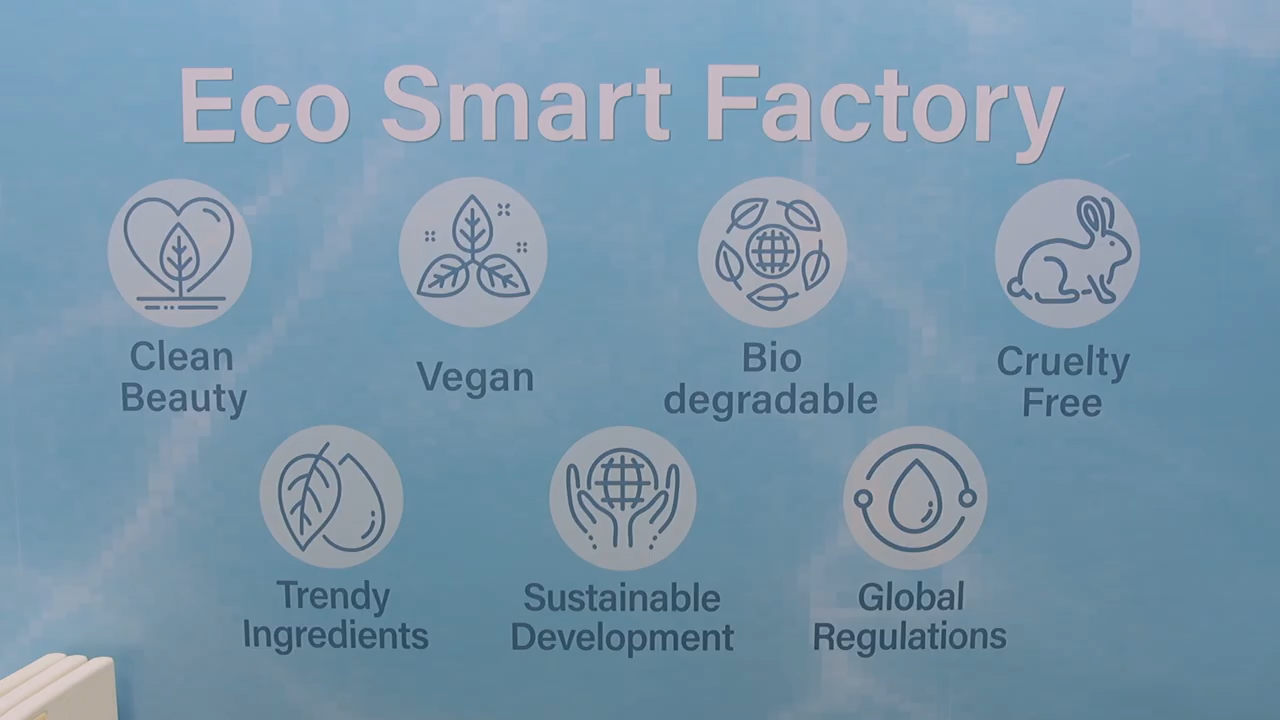 Eco Smart Factory
Clean
Beauty
Vegan
Bio
degradable
Cruelty
Free
Trendy
Ingredients
Sustainable
Development
Global
Regulations